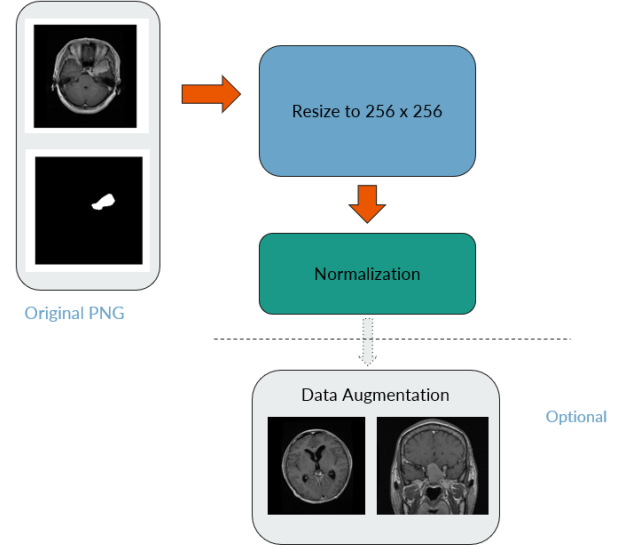 Resize to 256 x 256
Normalization
Original PNG
Data Augmentation
Optional